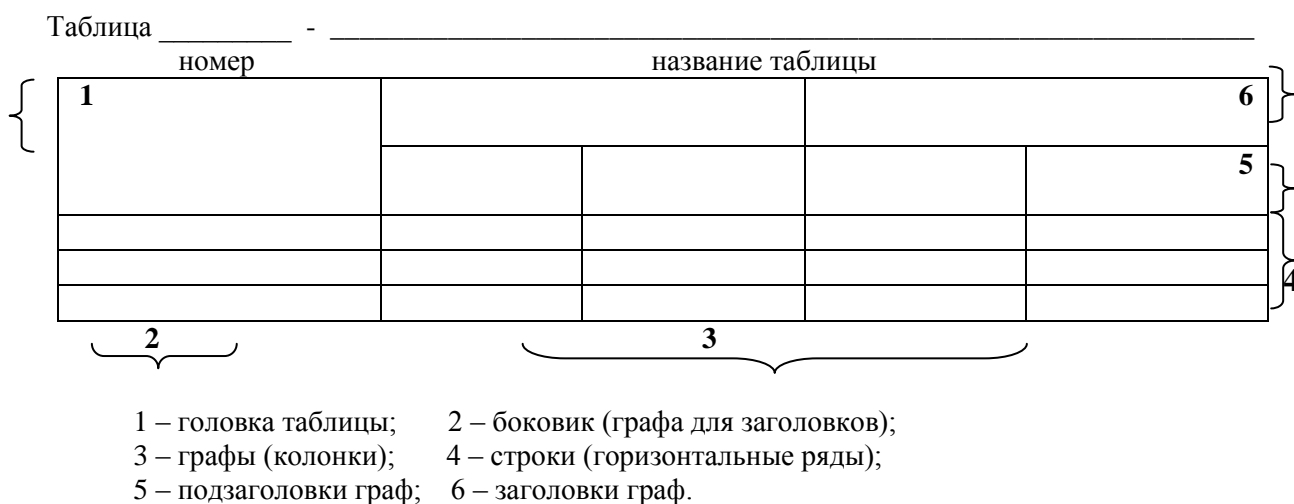 Таблица _________ - _______________________________________________________________
номер название таблицы
1 6
5
4
2 3
1 – головка таблицы; 2 – боковик (графа для заголовков);
3 – графы (колонки); 4 – строки (горизонтальные ряды);
5 – подзаголовки граф; 6 – заголовки граф.